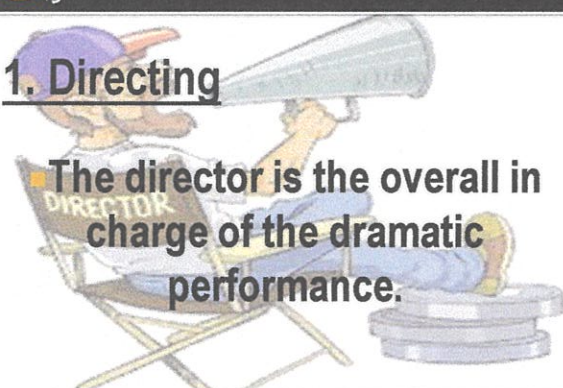 1. Directing
The director is the overall in
DIRECTOR
charge of the dramatic
performance.